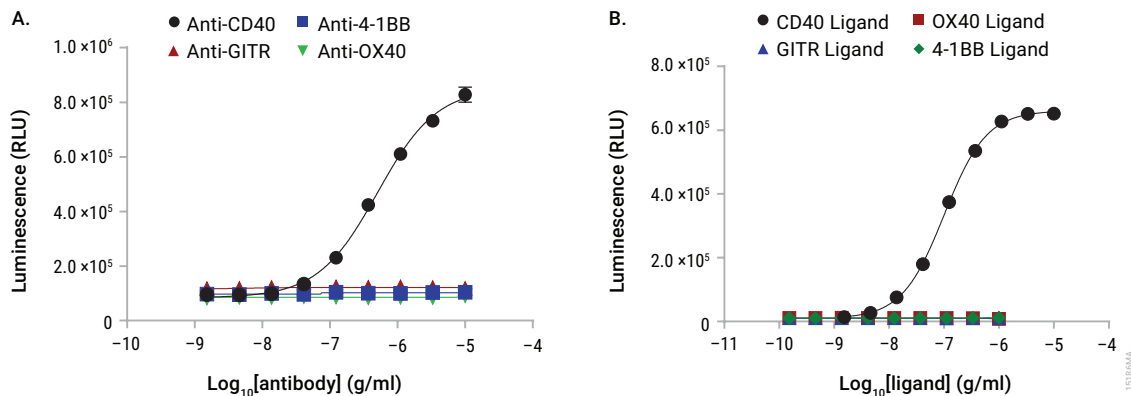 A.
Anti-CD40 Anti-4-1BB
Anti-GITR Anti-OX40
Luminescence (RLU)
1.0 ×10⁶
8.0 ×10⁵
6.0 ×10⁵
4.0 ×10⁵
2.0 ×10⁵
0
−10 −9 −8 −7 −6 −5 −4
Log₁₀[antibody] (g/ml)
B.
CD40 Ligand OX40 Ligand
GITR Ligand 4-1BB Ligand
Luminescence (RLU)
8.0 ×10⁵
6.0 ×10⁵
4.0 ×10⁵
2.0 ×10⁵
0
−11 −10 −9 −8 −7 −6 −5 −4
Log₁₀[ligand] (g/ml)
15186MA